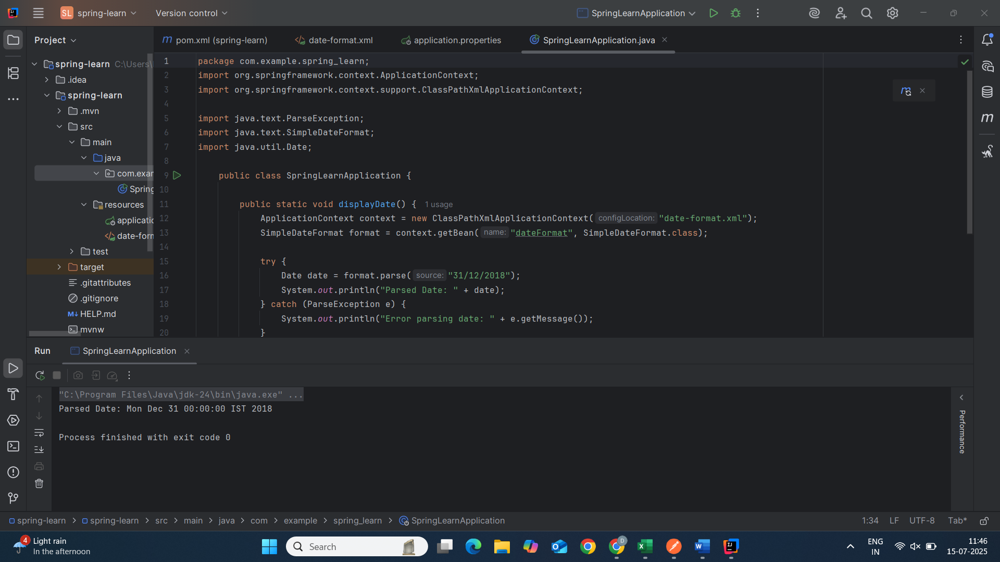 SL spring-learn Version control SpringLearnApplication
Project
m pom.xml (spring-learn) date-format.xml application.properties SpringLearnApplication.java
spring-learn C:\Users\
.idea
spring-learn
.mvn
src
main
java
com.exar
Spring
resources
applicatic
date-forn
test
target
.gitattributes
.gitignore
M↓ HELP.md
mvnw
1 package com.example.spring_learn;
2 import org.springframework.context.ApplicationContext;
3 import org.springframework.context.support.ClassPathXmlApplicationContext;
4
5 import java.text.ParseException;
6 import java.text.SimpleDateFormat;
7 import java.util.Date;
8
9 public class SpringLearnApplication {
10
11 public static void displayDate() { 1 usage
12 ApplicationContext context = new ClassPathXmlApplicationContext( configLocation: "date-format.xml");
13 SimpleDateFormat format = context.getBean( name: "dateFormat", SimpleDateFormat.class);
14
15 try {
16 Date date = format.parse( source: "31/12/2018");
17 System.out.println("Parsed Date: " + date);
18 } catch (ParseException e) {
19 System.out.println("Error parsing date: " + e.getMessage());
20 }
m
m
Run SpringLearnApplication
"C:\Program Files\Java\jdk-24\bin\java.exe" ...
Parsed Date: Mon Dec 31 00:00:00 IST 2018
Process finished with exit code 0
Performance
spring-learn > spring-learn > src > main > java > com > example > spring_learn > SpringLearnApplication
1:34 LF UTF-8 Tab*
4 Light rain
In the afternoon
Search
D
ENG
IN
11:46
15-07-2025